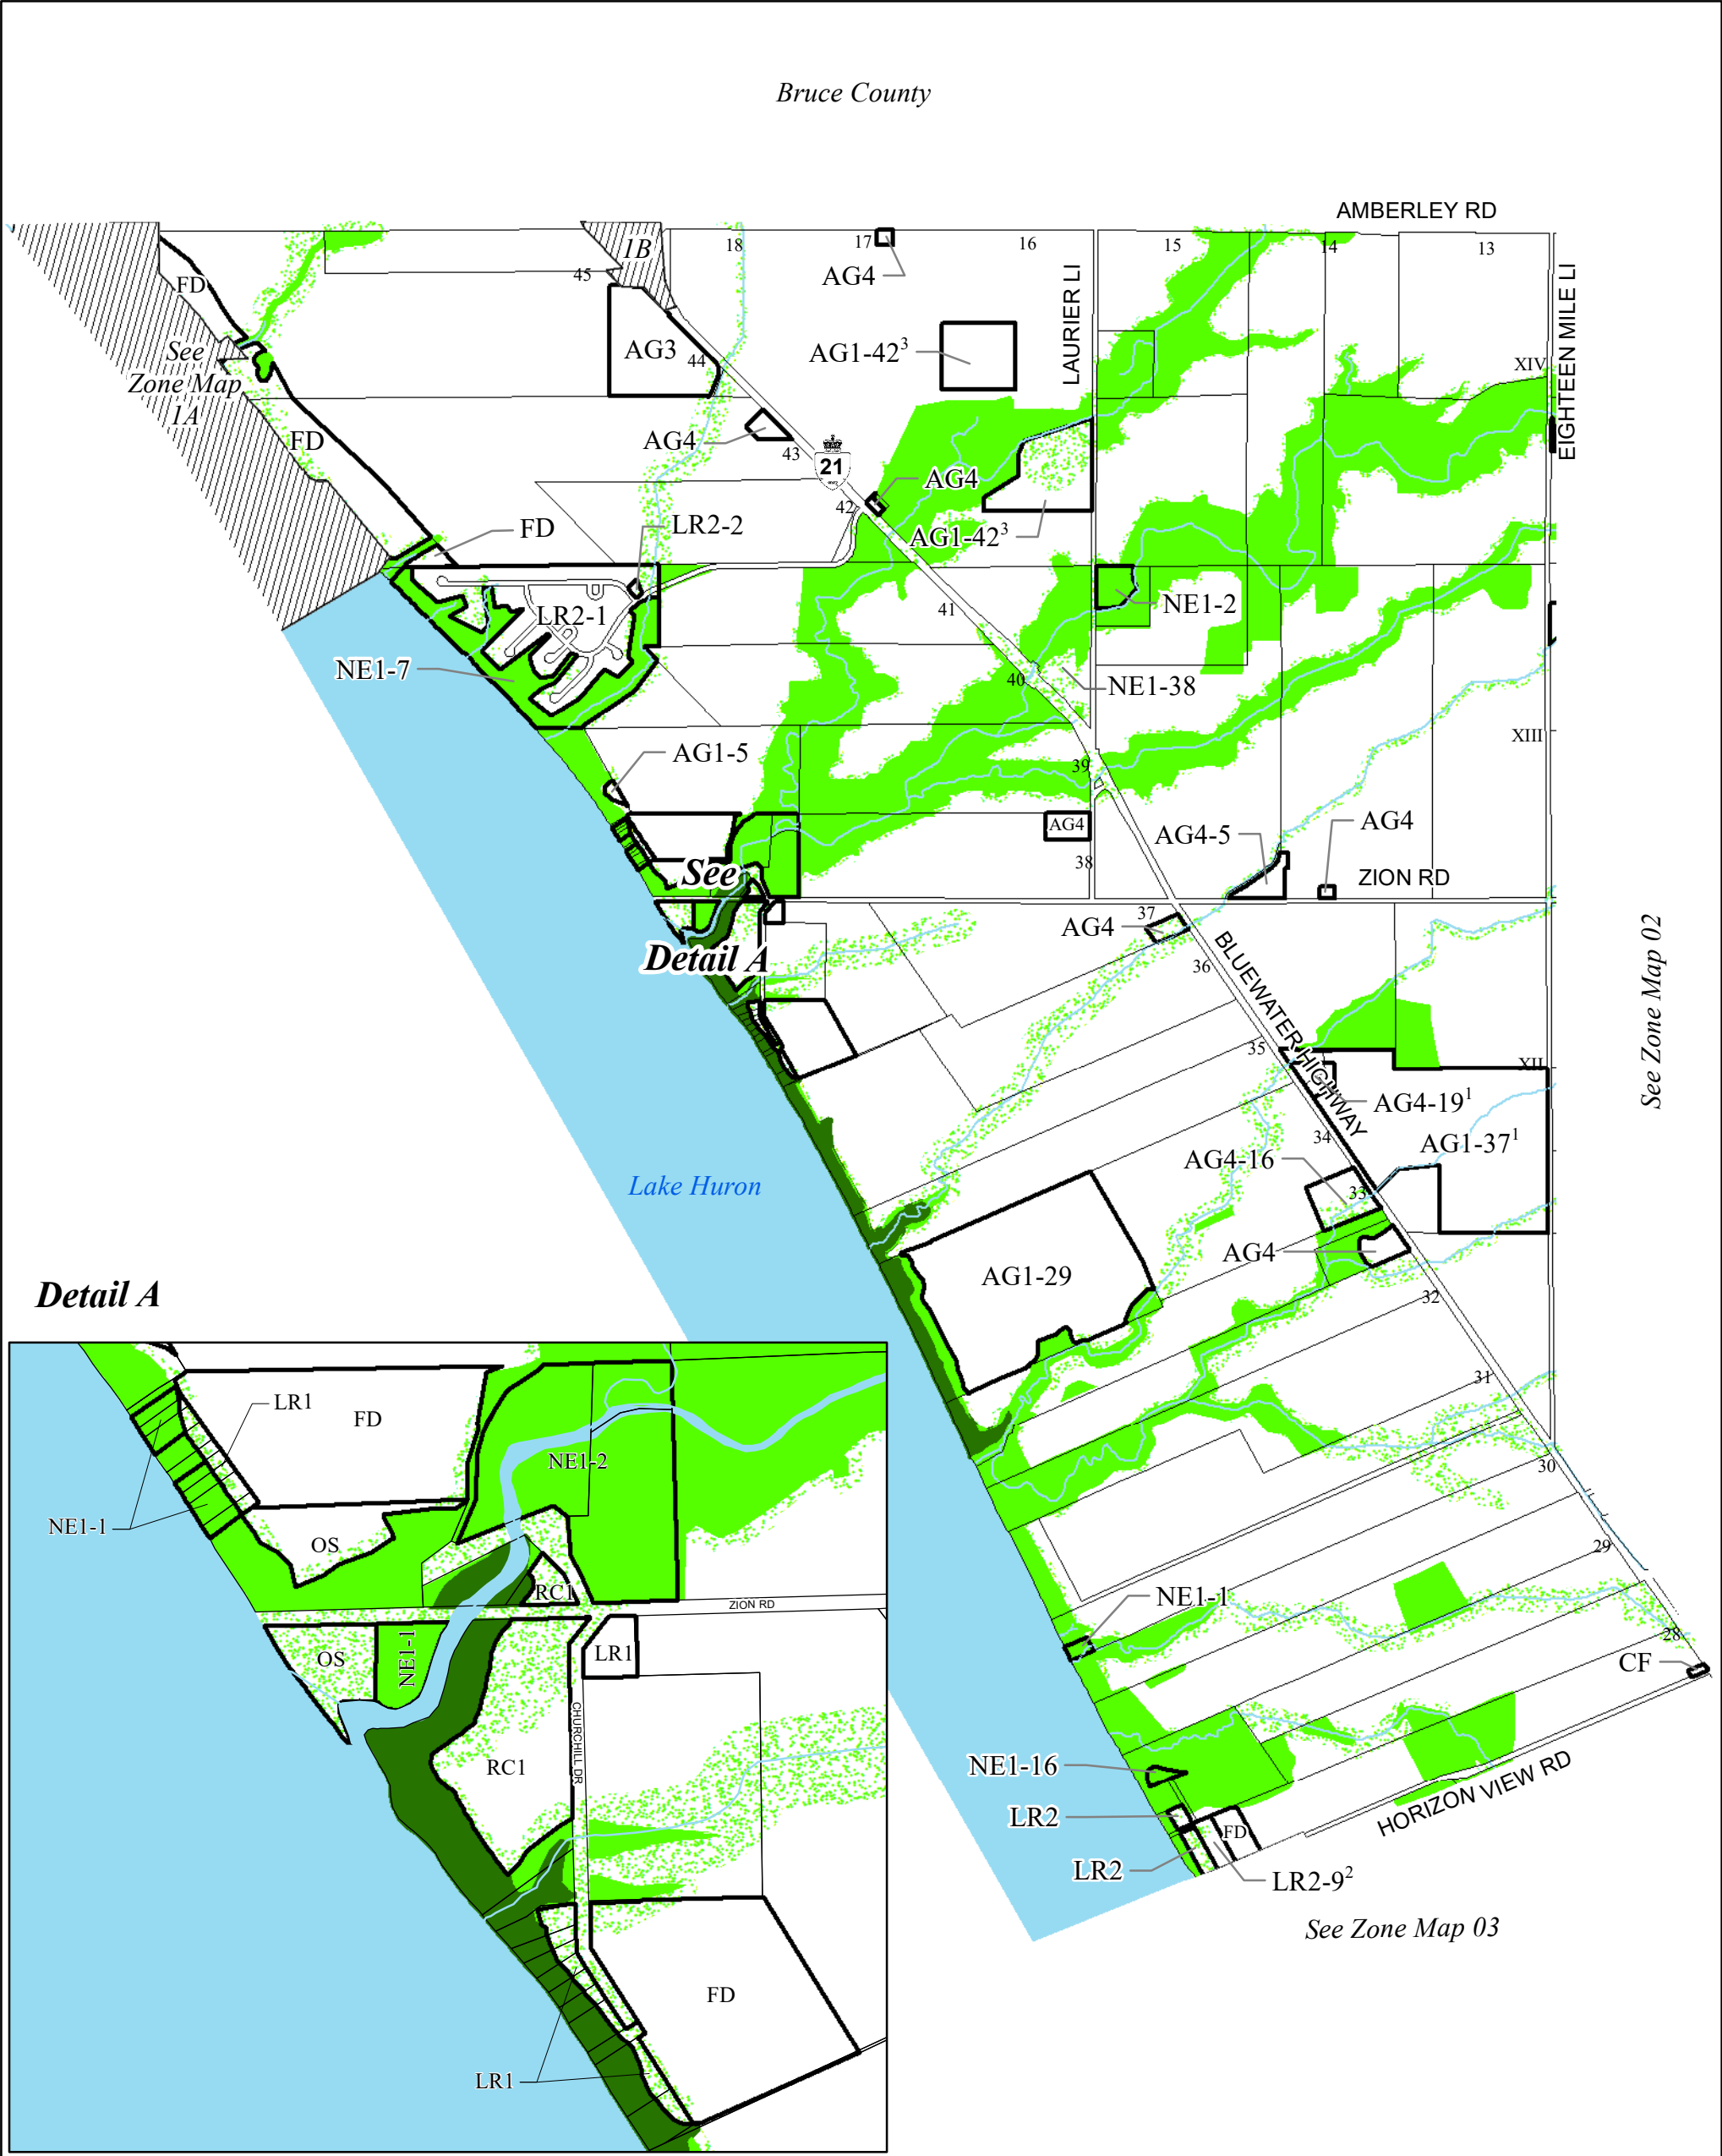 Bruce County
AMBERLEY RD
1B
18
17
16
15
14
13
45
AG4
FD
LAURIER LI
EIGHTEEN MILE LI
See
Zone Map
1A
AG3
44
AG1-42³
XIV
FD
AG4
43
21
AG4
42
FD
LR2-2
AG1-42³
LR2-1
41
NE1-2
NE1-7
40
NE1-38
AG1-5
39
XIII
AG4
AG4-5
AG4
38
See
Detail A
ZION RD
37
AG4
36
BLUEWATER HIGHWAY
See Zone Map 02
35
XII
AG4-19¹
34
AG1-37¹
AG4-16
33
Lake Huron
AG4
AG1-29
32
31
30
29
NE1-1
28
CF
NE1-16
HORIZON VIEW RD
LR2
FD
LR2
LR2-9²
See Zone Map 03
Detail A
LR1
FD
NE1-2
NE1-1
OS
RC1
ZION RD
OS
NE1-1
LR1
CHURCHILL DR
RC1
FD
LR1